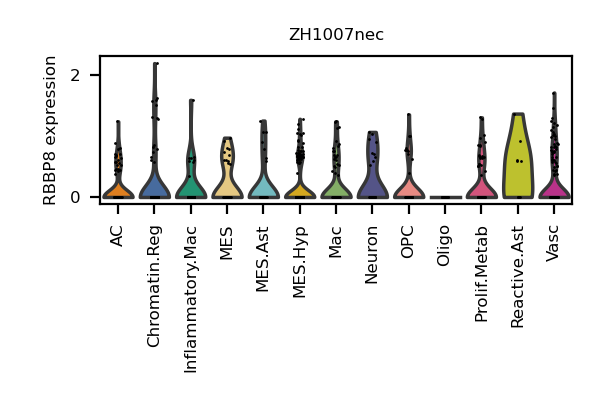 ZH1007nec
RBBP8 expression
2
0
AC
Chromatin.Reg
Inflammatory.Mac
MES
MES.Ast
MES.Hyp
Mac
Neuron
OPC
Oligo
Prolif.Metab
Reactive.Ast
Vasc